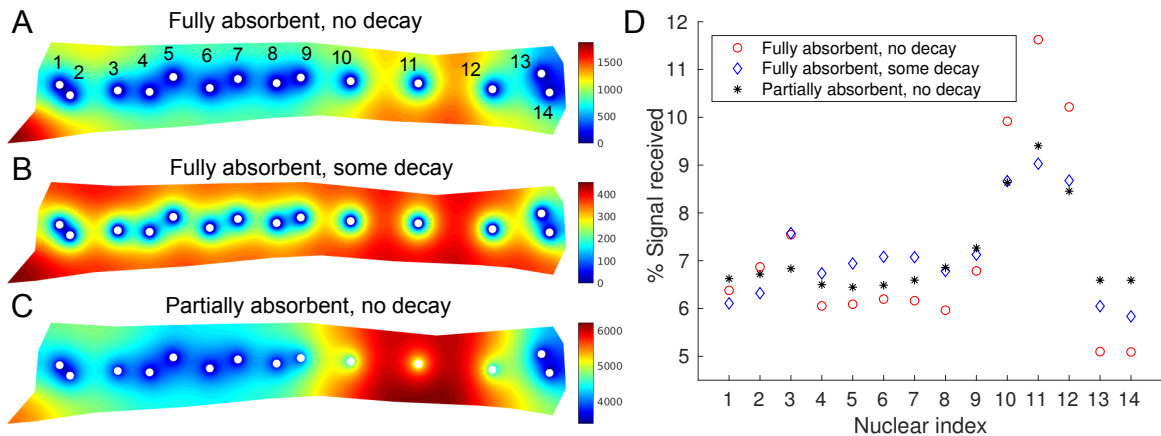 A
Fully absorbent, no decay
1
2
3
4
5
6
7
8
9
10
11
12
13
14
1500
1000
500
0
B
Fully absorbent, some decay
400
300
200
100
0
C
Partially absorbent, no decay
6000
5000
4000
D
12
11
10
9
8
7
6
5
% Signal received
Fully absorbent, no decay
Fully absorbent, some decay
Partially absorbent, no decay
1 2 3 4 5 6 7 8 9 10 11 12 13 14
Nuclear index